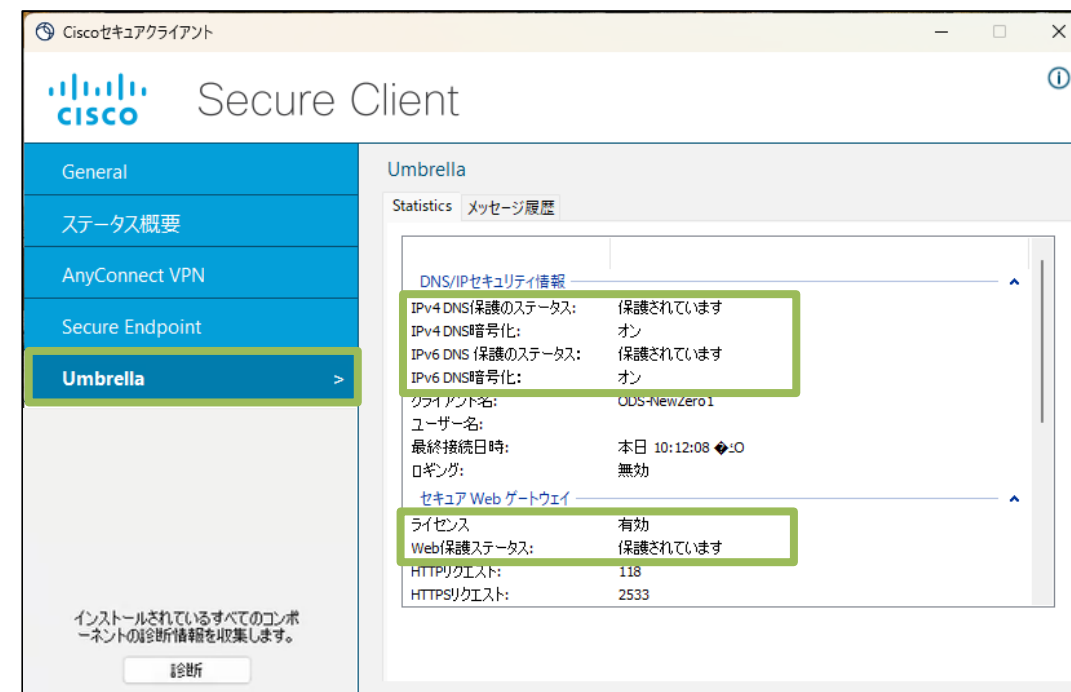 Ciscoセキュアクライアント
CISCO
Secure Client
General
ステータス概要
AnyConnect VPN
Secure Endpoint
Umbrella >
インストールされているすべてのコンポ
ーネントの診断情報を収集します。
診断
Umbrella
Statistics メッセージ履歴
DNS/IPセキュリティ情報
IPv4 DNS保護のステータス: 保護されています
IPv4 DNS暗号化: オン
IPv6 DNS 保護のステータス: 保護されています
IPv6 DNS暗号化: オン
クライアント名: ODS-NewZero1
ユーザー名:
最終接続日時: 本日 10:12:08
ロギング: 無効
セキュア Web ゲートウェイ
ライセンス 有効
Web保護ステータス: 保護されています
HTTPリクエスト: 118
HTTPSリクエスト: 2533